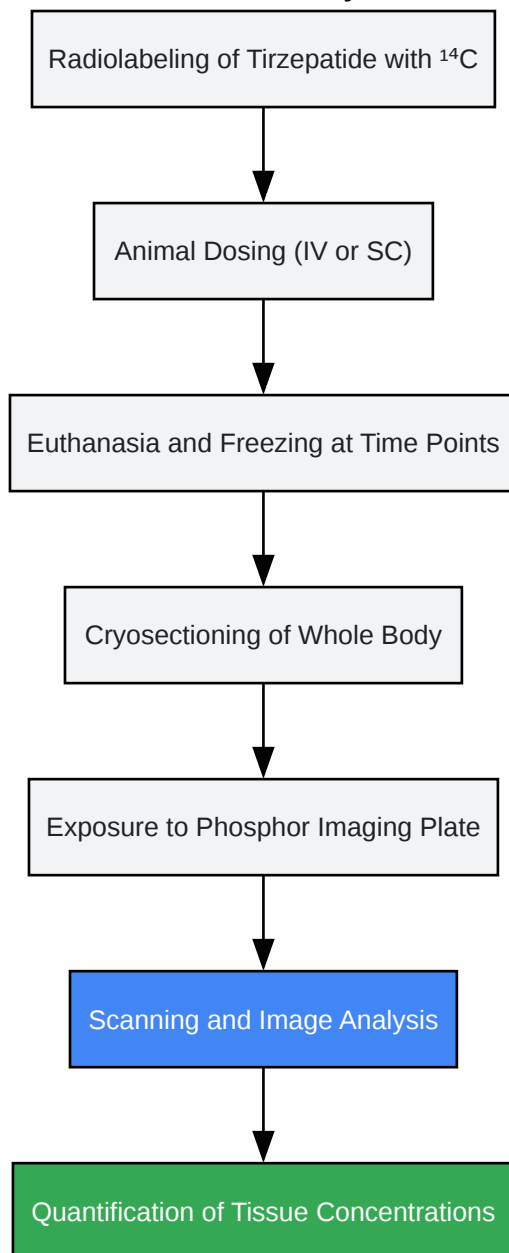 Radiolabeling of Tirzepatide with ¹⁴C
Animal Dosing (IV or SC)
Euthanasia and Freezing at Time Points
Cryosectioning of Whole Body
Exposure to Phosphor Imaging Plate
Scanning and Image Analysis
Quantification of Tissue Concentrations